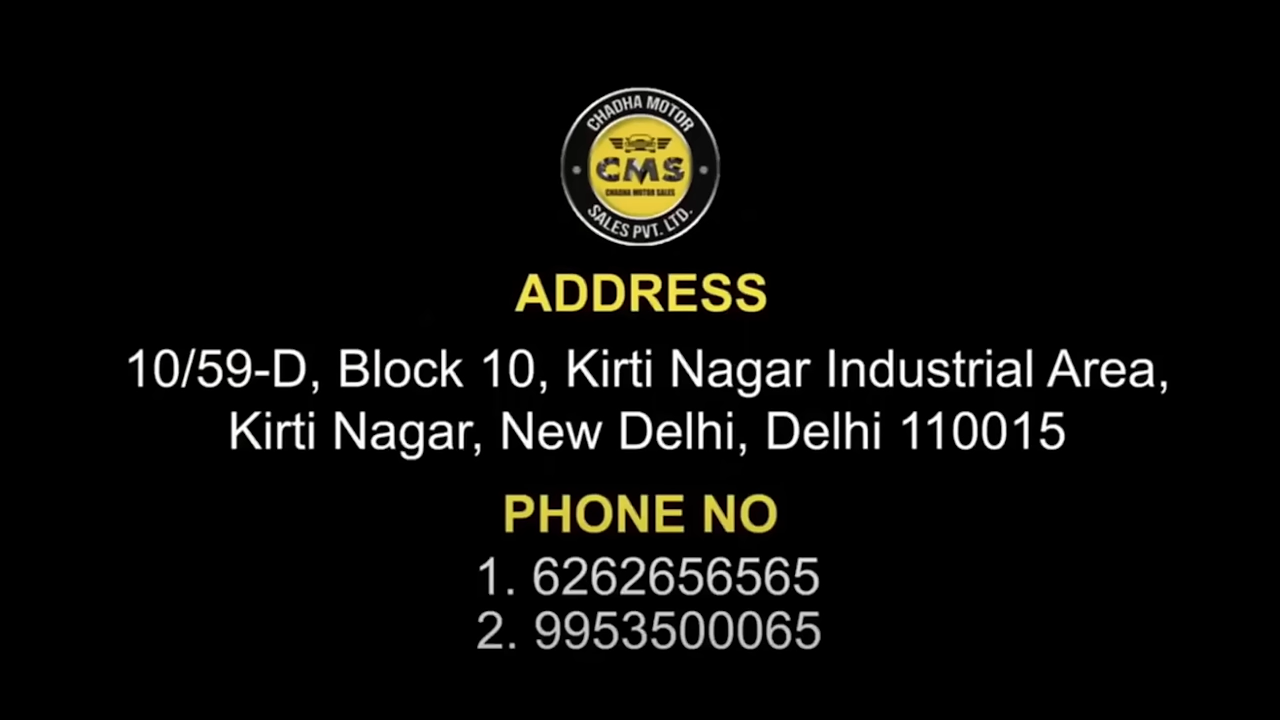 CHADHA MOTOR
CMS
CHADHA MOTOR SALES
SALES PVT. LTD.
ADDRESS
10/59-D, Block 10, Kirti Nagar Industrial Area,
Kirti Nagar, New Delhi, Delhi 110015
PHONE NO
1. 6262656565
2. 9953500065